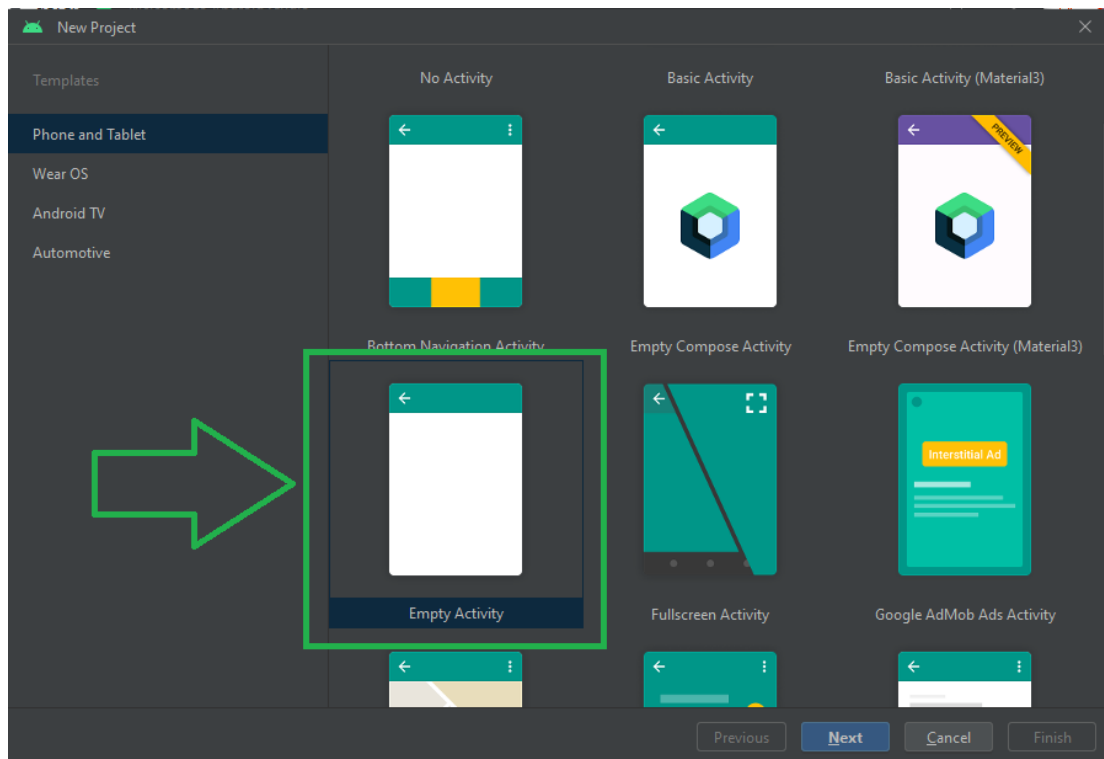 New Project
Templates
Phone and Tablet
Wear OS
Android TV
Automotive
No Activity
Basic Activity
Basic Activity (Material3)
PREVIEW
Bottom Navigation Activity
Empty Compose Activity
Empty Compose Activity (Material3)
Interstitial Ad
Empty Activity
Fullscreen Activity
Google AdMob Ads Activity
Previous
Next
Cancel
Finish